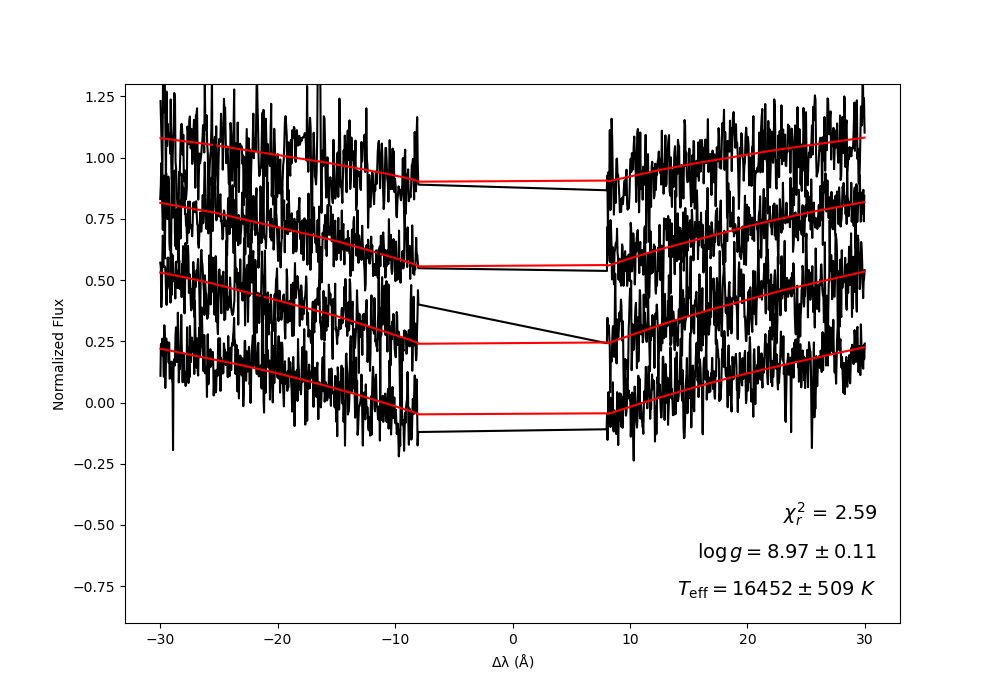 1.25
1.00
0.75
0.50
0.25
0.00
−0.25
−0.50
−0.75
Normalized Flux
χ²ᵣ = 2.59
log g = 8.97 ± 0.11
T_eff = 16452 ± 509 K
−30 −20 −10 0 10 20 30
Δλ (Å)